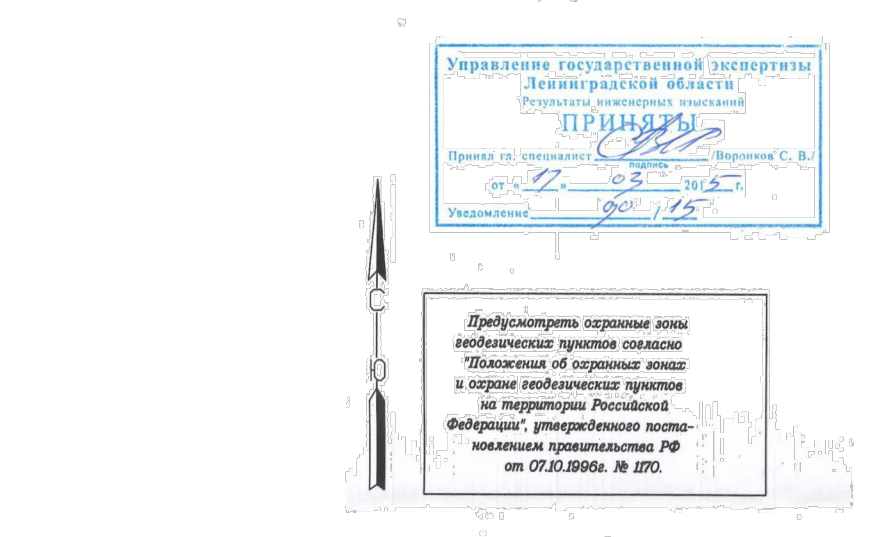 Управление государственной экспертизы
Ленинградской области
Результаты инженерных изысканий
ПРИНЯТЫ
Принял гл. специалист /Воронков С. В./
подпись
от «17» 03 2015 г.
Уведомление 90 / 15
С
Ю
Предусмотреть охранные зоны
геодезических пунктов согласно
"Положения об охранных зонах
и охране геодезических пунктов
на территории Российской
Федерации", утвержденного поста-
новлением правительства РФ
от 07.10.1996г. № 1170.